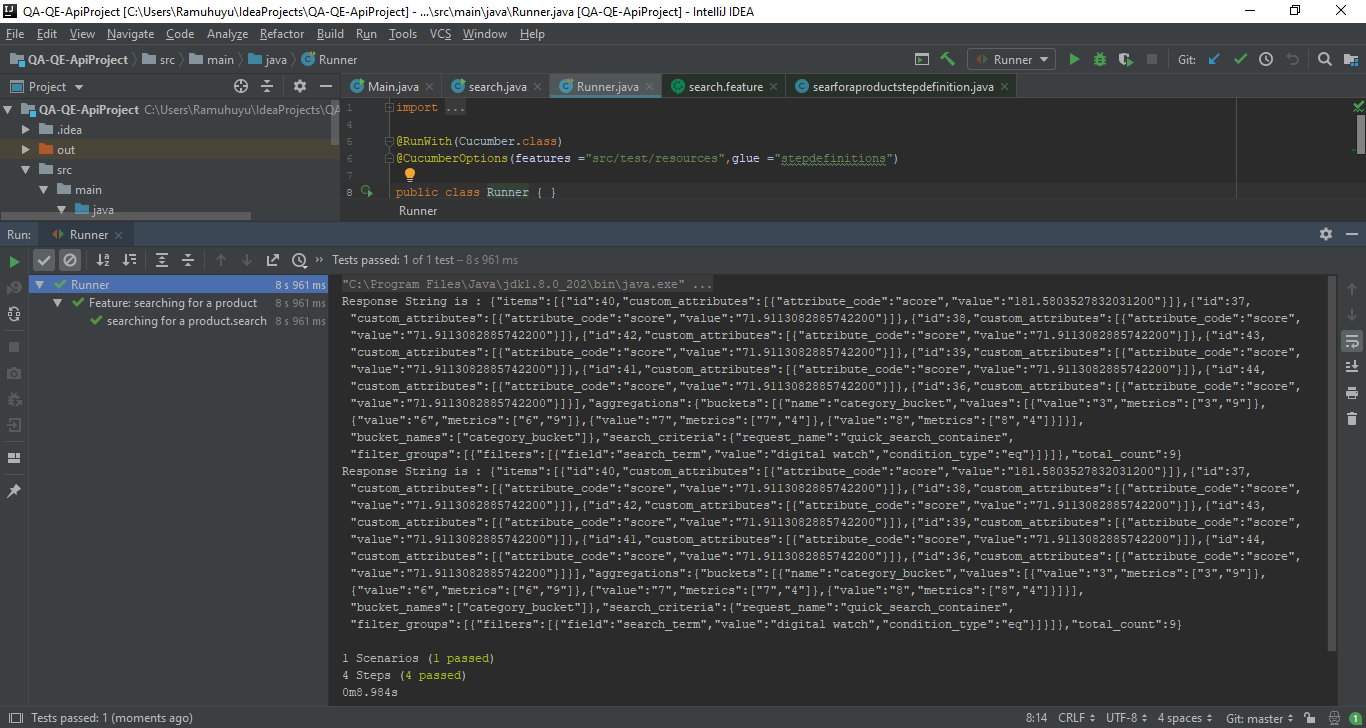 QA-QE-ApiProject [C:\Users\Ramuhuyu\IdeaProjects\QA-QE-ApiProject] - ...\src\main\java\Runner.java [QA-QE-ApiProject] - IntelliJ IDEA
File Edit View Navigate Code Analyze Refactor Build Run Tools VCS Window Help
QA-QE-ApiProject src main java Runner
Runner Git:
Project
Main.java search.java Runner.java search.feature searforaproductstepdefinition.java
QA-QE-ApiProject C:\Users\Ramuhuyu\IdeaProjects\QA
.idea
out
src
main
java
1 import ...
4
5 @RunWith(Cucumber.class)
6 @CucumberOptions(features ="src/test/resources",glue ="stepdefinitions")
7
8 public class Runner { }
Runner
Run: Runner
Tests passed: 1 of 1 test – 8 s 961 ms
Runner 8 s 961 ms
Feature: searching for a product 8 s 961 ms
searching for a product.search 8 s 961 ms
"C:\Program Files\Java\jdk1.8.0_202\bin\java.exe" ...
Response String is : {"items":[{"id":40,"custom_attributes":[{"attribute_code":"score","value":"181.5803527832031200"}]},{"id":37,
"custom_attributes":[{"attribute_code":"score","value":"71.9113082885742200"}]},{"id":38,"custom_attributes":[{"attribute_code":"score",
"value":"71.9113082885742200"}]},{"id":42,"custom_attributes":[{"attribute_code":"score","value":"71.9113082885742200"}]},{"id":43,
"custom_attributes":[{"attribute_code":"score","value":"71.9113082885742200"}]},{"id":39,"custom_attributes":[{"attribute_code":"score",
"value":"71.9113082885742200"}]},{"id":41,"custom_attributes":[{"attribute_code":"score","value":"71.9113082885742200"}]},{"id":44,
"custom_attributes":[{"attribute_code":"score","value":"71.9113082885742200"}]},{"id":36,"custom_attributes":[{"attribute_code":"score",
"value":"71.9113082885742200"}]}],"aggregations":{"buckets":[{"name":"category_bucket","values":[{"value":"3","metrics":["3","9"]},
{"value":"6","metrics":["6","9"]},{"value":"7","metrics":["7","4"]},{"value":"8","metrics":["8","4"]}]}],
"bucket_names":["category_bucket"]},"search_criteria":{"request_name":"quick_search_container",
"filter_groups":[{"filters":[{"field":"search_term","value":"digital watch","condition_type":"eq"}]}]},"total_count":9}
Response String is : {"items":[{"id":40,"custom_attributes":[{"attribute_code":"score","value":"181.5803527832031200"}]},{"id":37,
"custom_attributes":[{"attribute_code":"score","value":"71.9113082885742200"}]},{"id":38,"custom_attributes":[{"attribute_code":"score",
"value":"71.9113082885742200"}]},{"id":42,"custom_attributes":[{"attribute_code":"score","value":"71.9113082885742200"}]},{"id":43,
"custom_attributes":[{"attribute_code":"score","value":"71.9113082885742200"}]},{"id":39,"custom_attributes":[{"attribute_code":"score",
"value":"71.9113082885742200"}]},{"id":41,"custom_attributes":[{"attribute_code":"score","value":"71.9113082885742200"}]},{"id":44,
"custom_attributes":[{"attribute_code":"score","value":"71.9113082885742200"}]},{"id":36,"custom_attributes":[{"attribute_code":"score",
"value":"71.9113082885742200"}]}],"aggregations":{"buckets":[{"name":"category_bucket","values":[{"value":"3","metrics":["3","9"]},
{"value":"6","metrics":["6","9"]},{"value":"7","metrics":["7","4"]},{"value":"8","metrics":["8","4"]}]}],
"bucket_names":["category_bucket"]},"search_criteria":{"request_name":"quick_search_container",
"filter_groups":[{"filters":[{"field":"search_term","value":"digital watch","condition_type":"eq"}]}]},"total_count":9}
1 Scenarios (1 passed)
4 Steps (4 passed)
0m8.984s
Tests passed: 1 (moments ago) 8:14 CRLF UTF-8 4 spaces Git: master 1